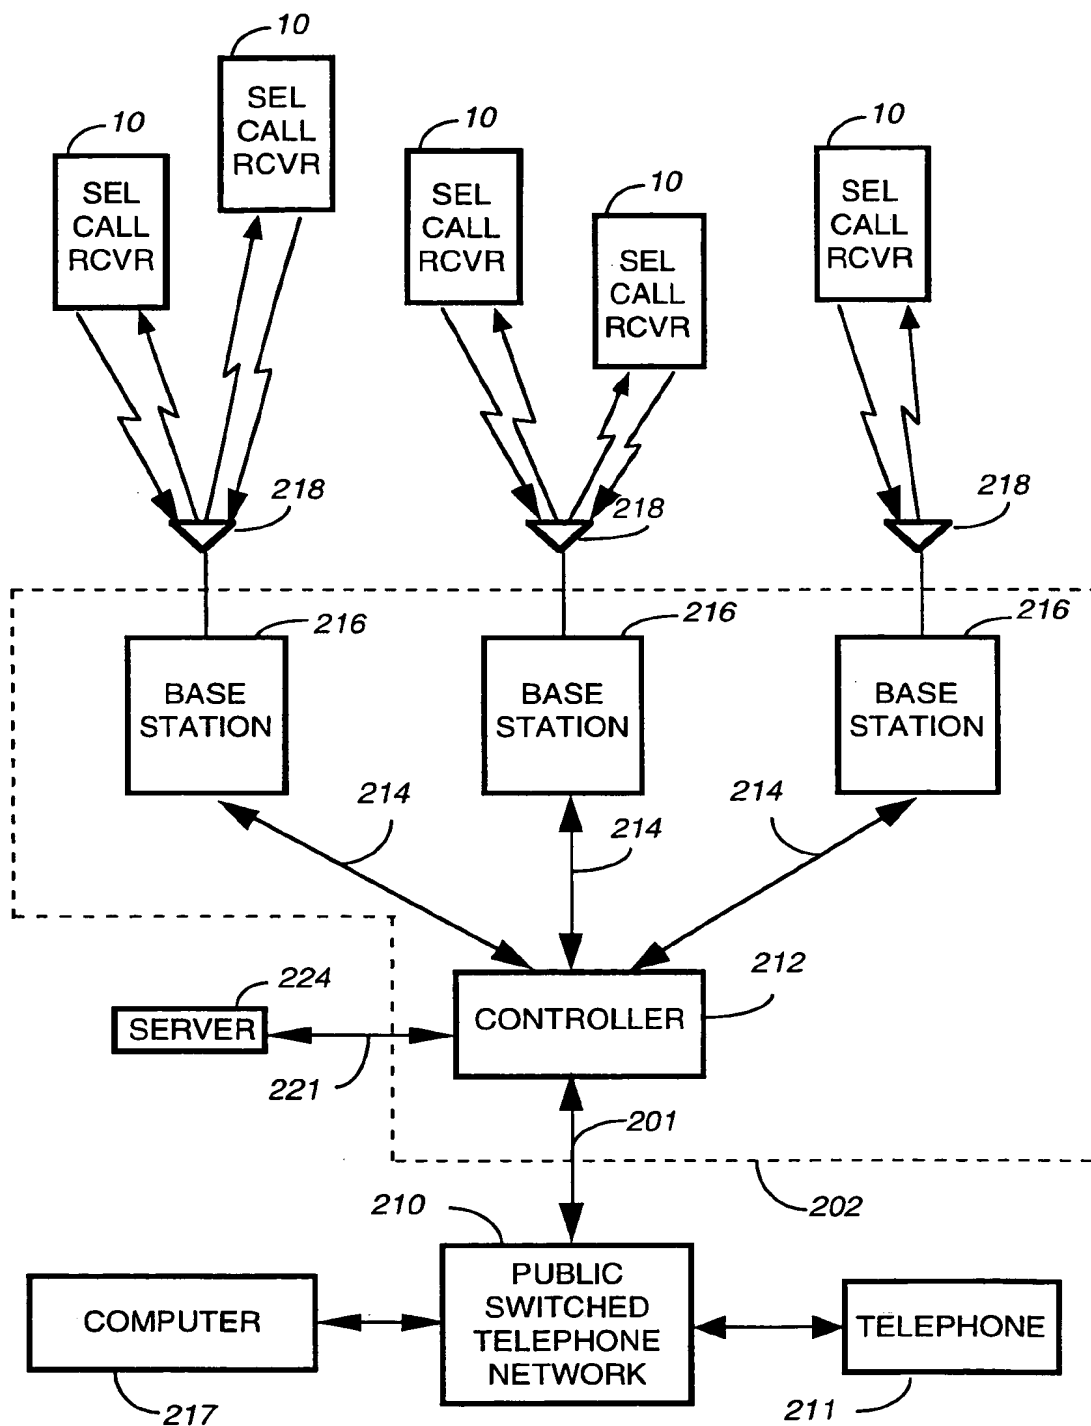 10
SEL
CALL
RCVR
10
SEL
CALL
RCVR
10
SEL
CALL
RCVR
10
SEL
CALL
RCVR
10
SEL
CALL
RCVR
218
218
218
216
BASE
STATION
216
BASE
STATION
216
BASE
STATION
214
214
214
224
SERVER
221
CONTROLLER
212
201
202
210
PUBLIC
SWITCHED
TELEPHONE
NETWORK
COMPUTER
217
TELEPHONE
211